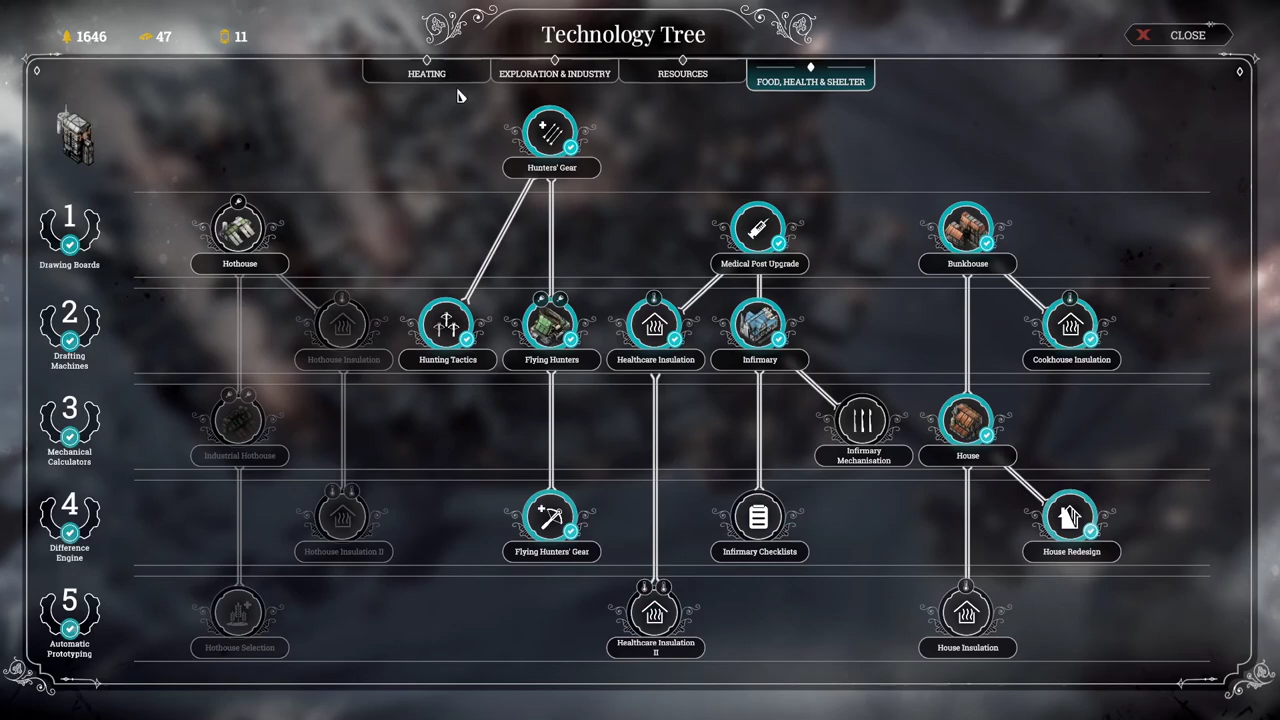 1646
47
11
Technology Tree
CLOSE
HEATING
EXPLORATION & INDUSTRY
RESOURCES
FOOD, HEALTH & SHELTER
Hunters' Gear
1
Drawing Boards
Hothouse
Medical Post Upgrade
Bunkhouse
2
Drafting
Machines
Hothouse Insulation
Hunting Tactics
Flying Hunters
Healthcare Insulation
Infirmary
Cookhouse Insulation
3
Mechanical
Calculators
Industrial Hothouse
Infirmary
Mechanisation
House
4
Difference
Engine
Hothouse Insulation II
Flying Hunters' Gear
Infirmary Checklists
House Redesign
5
Automatic
Prototyping
Hothouse Selection
Healthcare Insulation
II
House Insulation